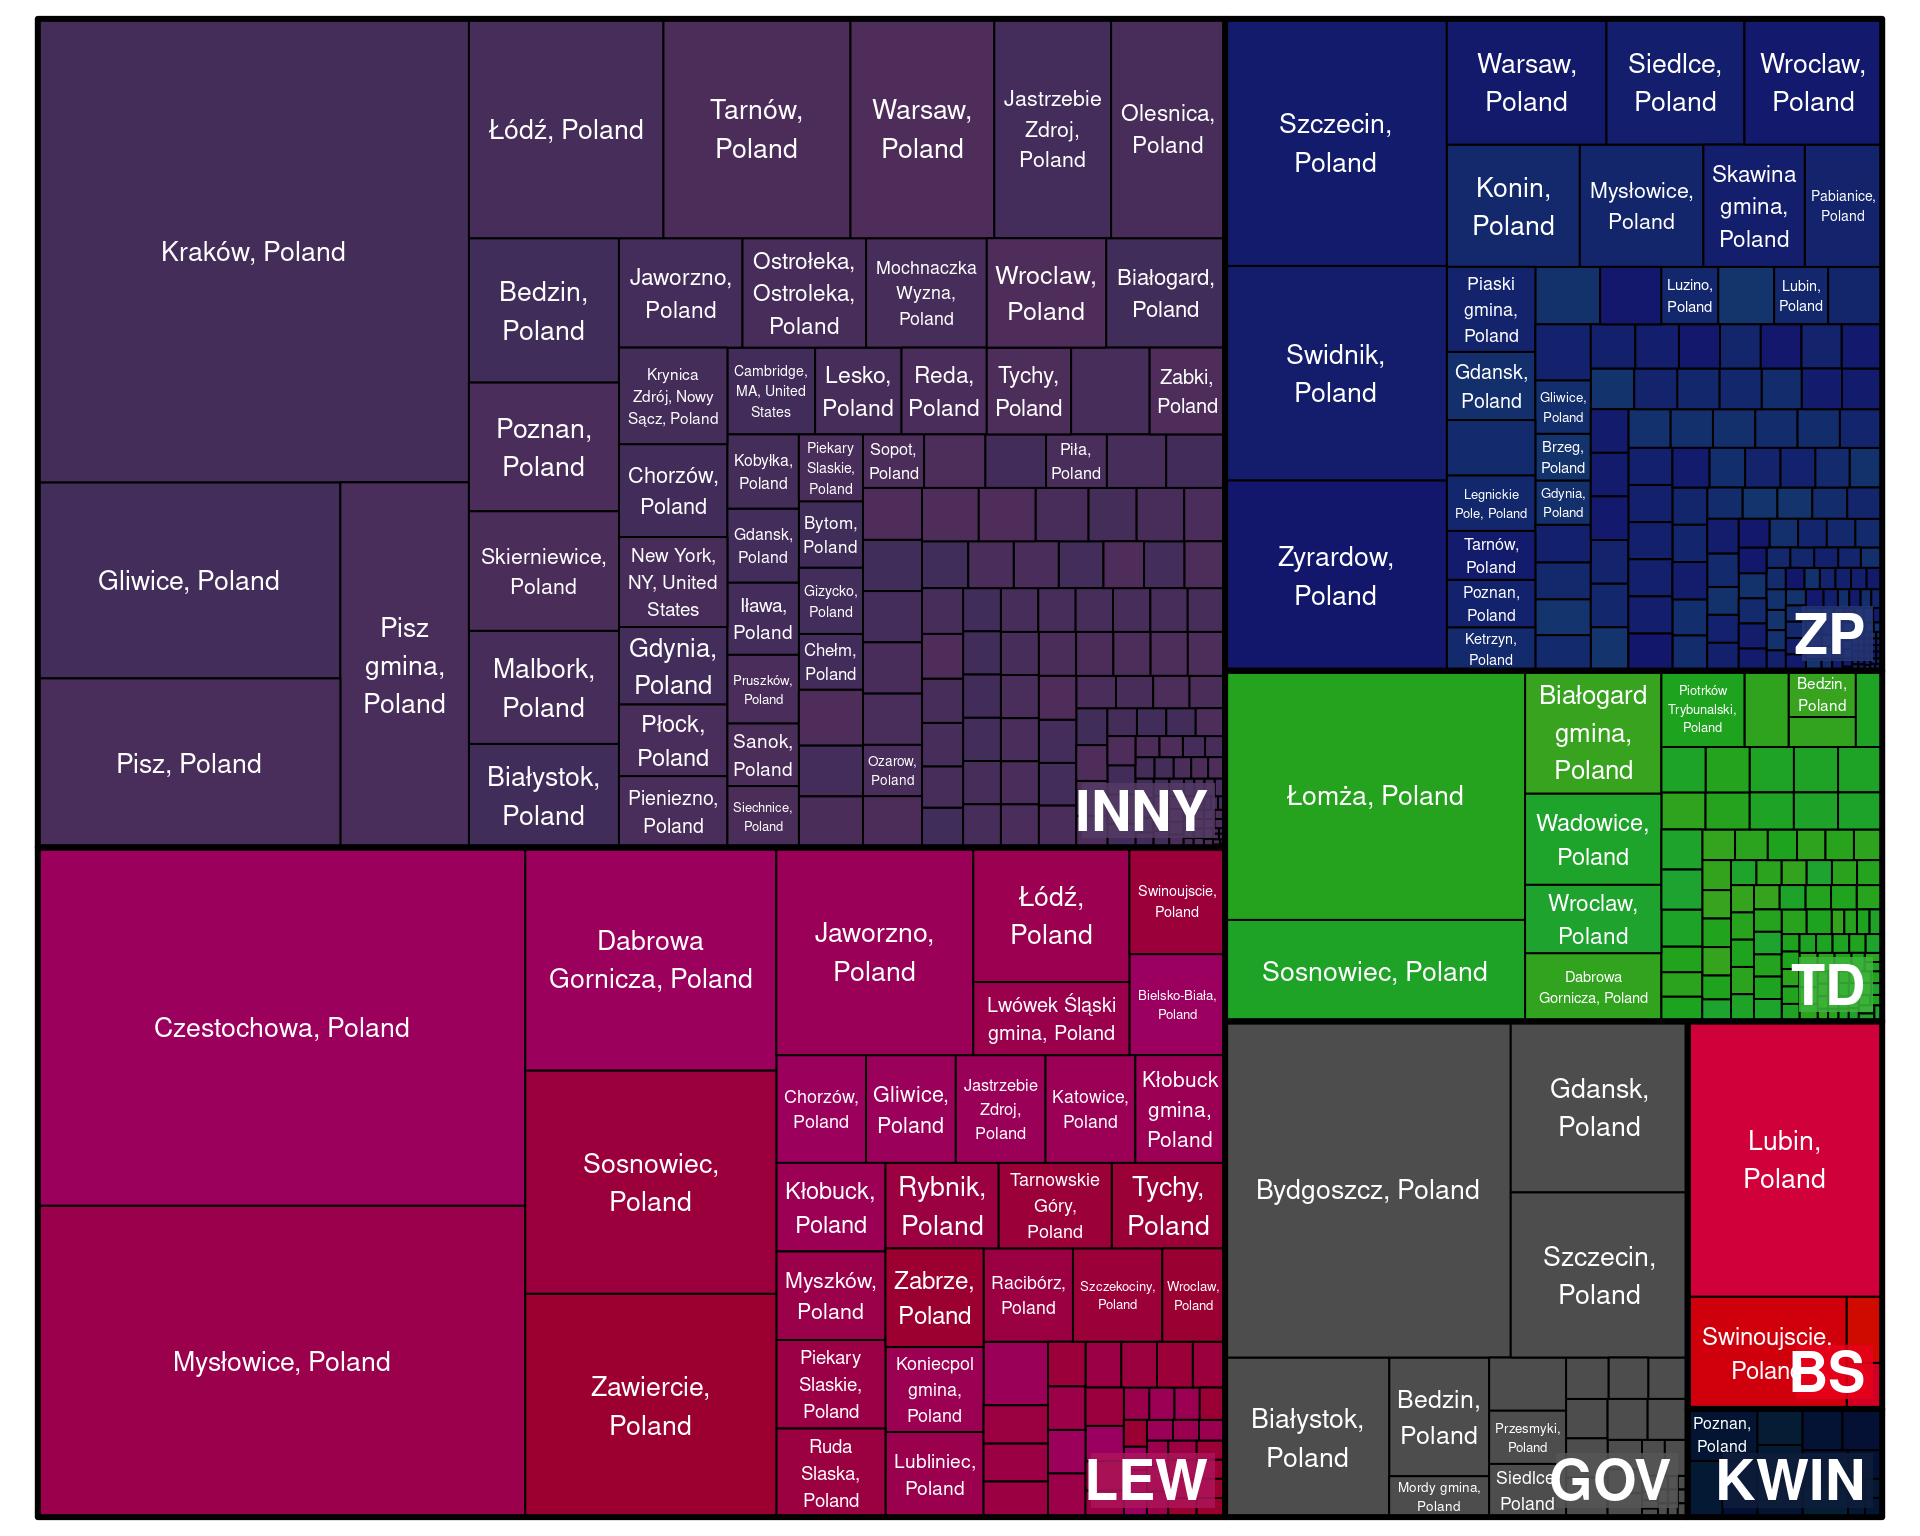 Kraków, Poland
Łódź, Poland
Tarnów,
Poland
Warsaw,
Poland
Jastrzebie
Zdroj,
Poland
Olesnica,
Poland
Gliwice, Poland
Pisz, Poland
Pisz
gmina,
Poland
Bedzin,
Poland
Poznan,
Poland
Skierniewice,
Poland
Malbork,
Poland
Białystok,
Poland
Jaworzno,
Poland
Ostrołeka,
Ostroleka,
Poland
Mochnaczka
Wyzna,
Poland
Wroclaw,
Poland
Białogard,
Poland
Krynica
Zdrój, Nowy
Sącz, Poland
Cambridge,
MA, United
States
Lesko,
Poland
Reda,
Poland
Tychy,
Poland
Zabki,
Poland
Chorzów,
Poland
New York,
NY, United
States
Gdynia,
Poland
Płock,
Poland
Pieniezno,
Poland
Kobyłka,
Poland
Gdansk,
Poland
Iława,
Poland
Pruszków,
Poland
Sanok,
Poland
Siechnice,
Poland
Piekary
Slaskie,
Poland
Bytom,
Poland
Gizycko,
Poland
Chełm,
Poland
Sopot,
Poland
Piła,
Poland
Ozarow,
Poland
INNY
Szczecin,
Poland
Swidnik,
Poland
Zyrardow,
Poland
Warsaw,
Poland
Siedlce,
Poland
Wroclaw,
Poland
Konin,
Poland
Mysłowice,
Poland
Skawina
gmina,
Poland
Pabianice,
Poland
Piaski
gmina,
Poland
Gdansk,
Poland
Legnickie
Pole, Poland
Tarnów,
Poland
Poznan,
Poland
Ketrzyn,
Poland
Luzino,
Poland
Lubin,
Poland
Gliwice,
Poland
Brzeg,
Poland
Gdynia,
Poland
ZP
Łomża, Poland
Sosnowiec, Poland
Białogard
gmina,
Poland
Wadowice,
Poland
Wroclaw,
Poland
Dabrowa
Gornicza, Poland
Piotrków
Trybunalski,
Poland
Bedzin,
Poland
TD
Czestochowa, Poland
Mysłowice, Poland
Dabrowa
Gornicza, Poland
Sosnowiec,
Poland
Zawiercie,
Poland
Jaworzno,
Poland
Łódź,
Poland
Lwówek Śląski
gmina, Poland
Swinoujscie,
Poland
Bielsko-Biała,
Poland
Chorzów,
Poland
Gliwice,
Poland
Jastrzebie
Zdroj,
Poland
Katowice,
Poland
Kłobuck
gmina,
Poland
Kłobuck,
Poland
Myszków,
Poland
Piekary
Slaskie,
Poland
Ruda
Slaska,
Poland
Rybnik,
Poland
Tarnowskie
Góry,
Poland
Tychy,
Poland
Zabrze,
Poland
Racibórz,
Poland
Szczekociny,
Poland
Wroclaw,
Poland
Koniecpol
gmina,
Poland
Lubliniec,
Poland
LEW
Bydgoszcz, Poland
Gdansk,
Poland
Szczecin,
Poland
Białystok,
Poland
Bedzin,
Poland
Mordy gmina,
Poland
Przesmyki,
Poland
Siedlce
Poland
GOV
Lubin,
Poland
Swinoujscie.
Poland
BS
Poznan,
Poland
KWIN